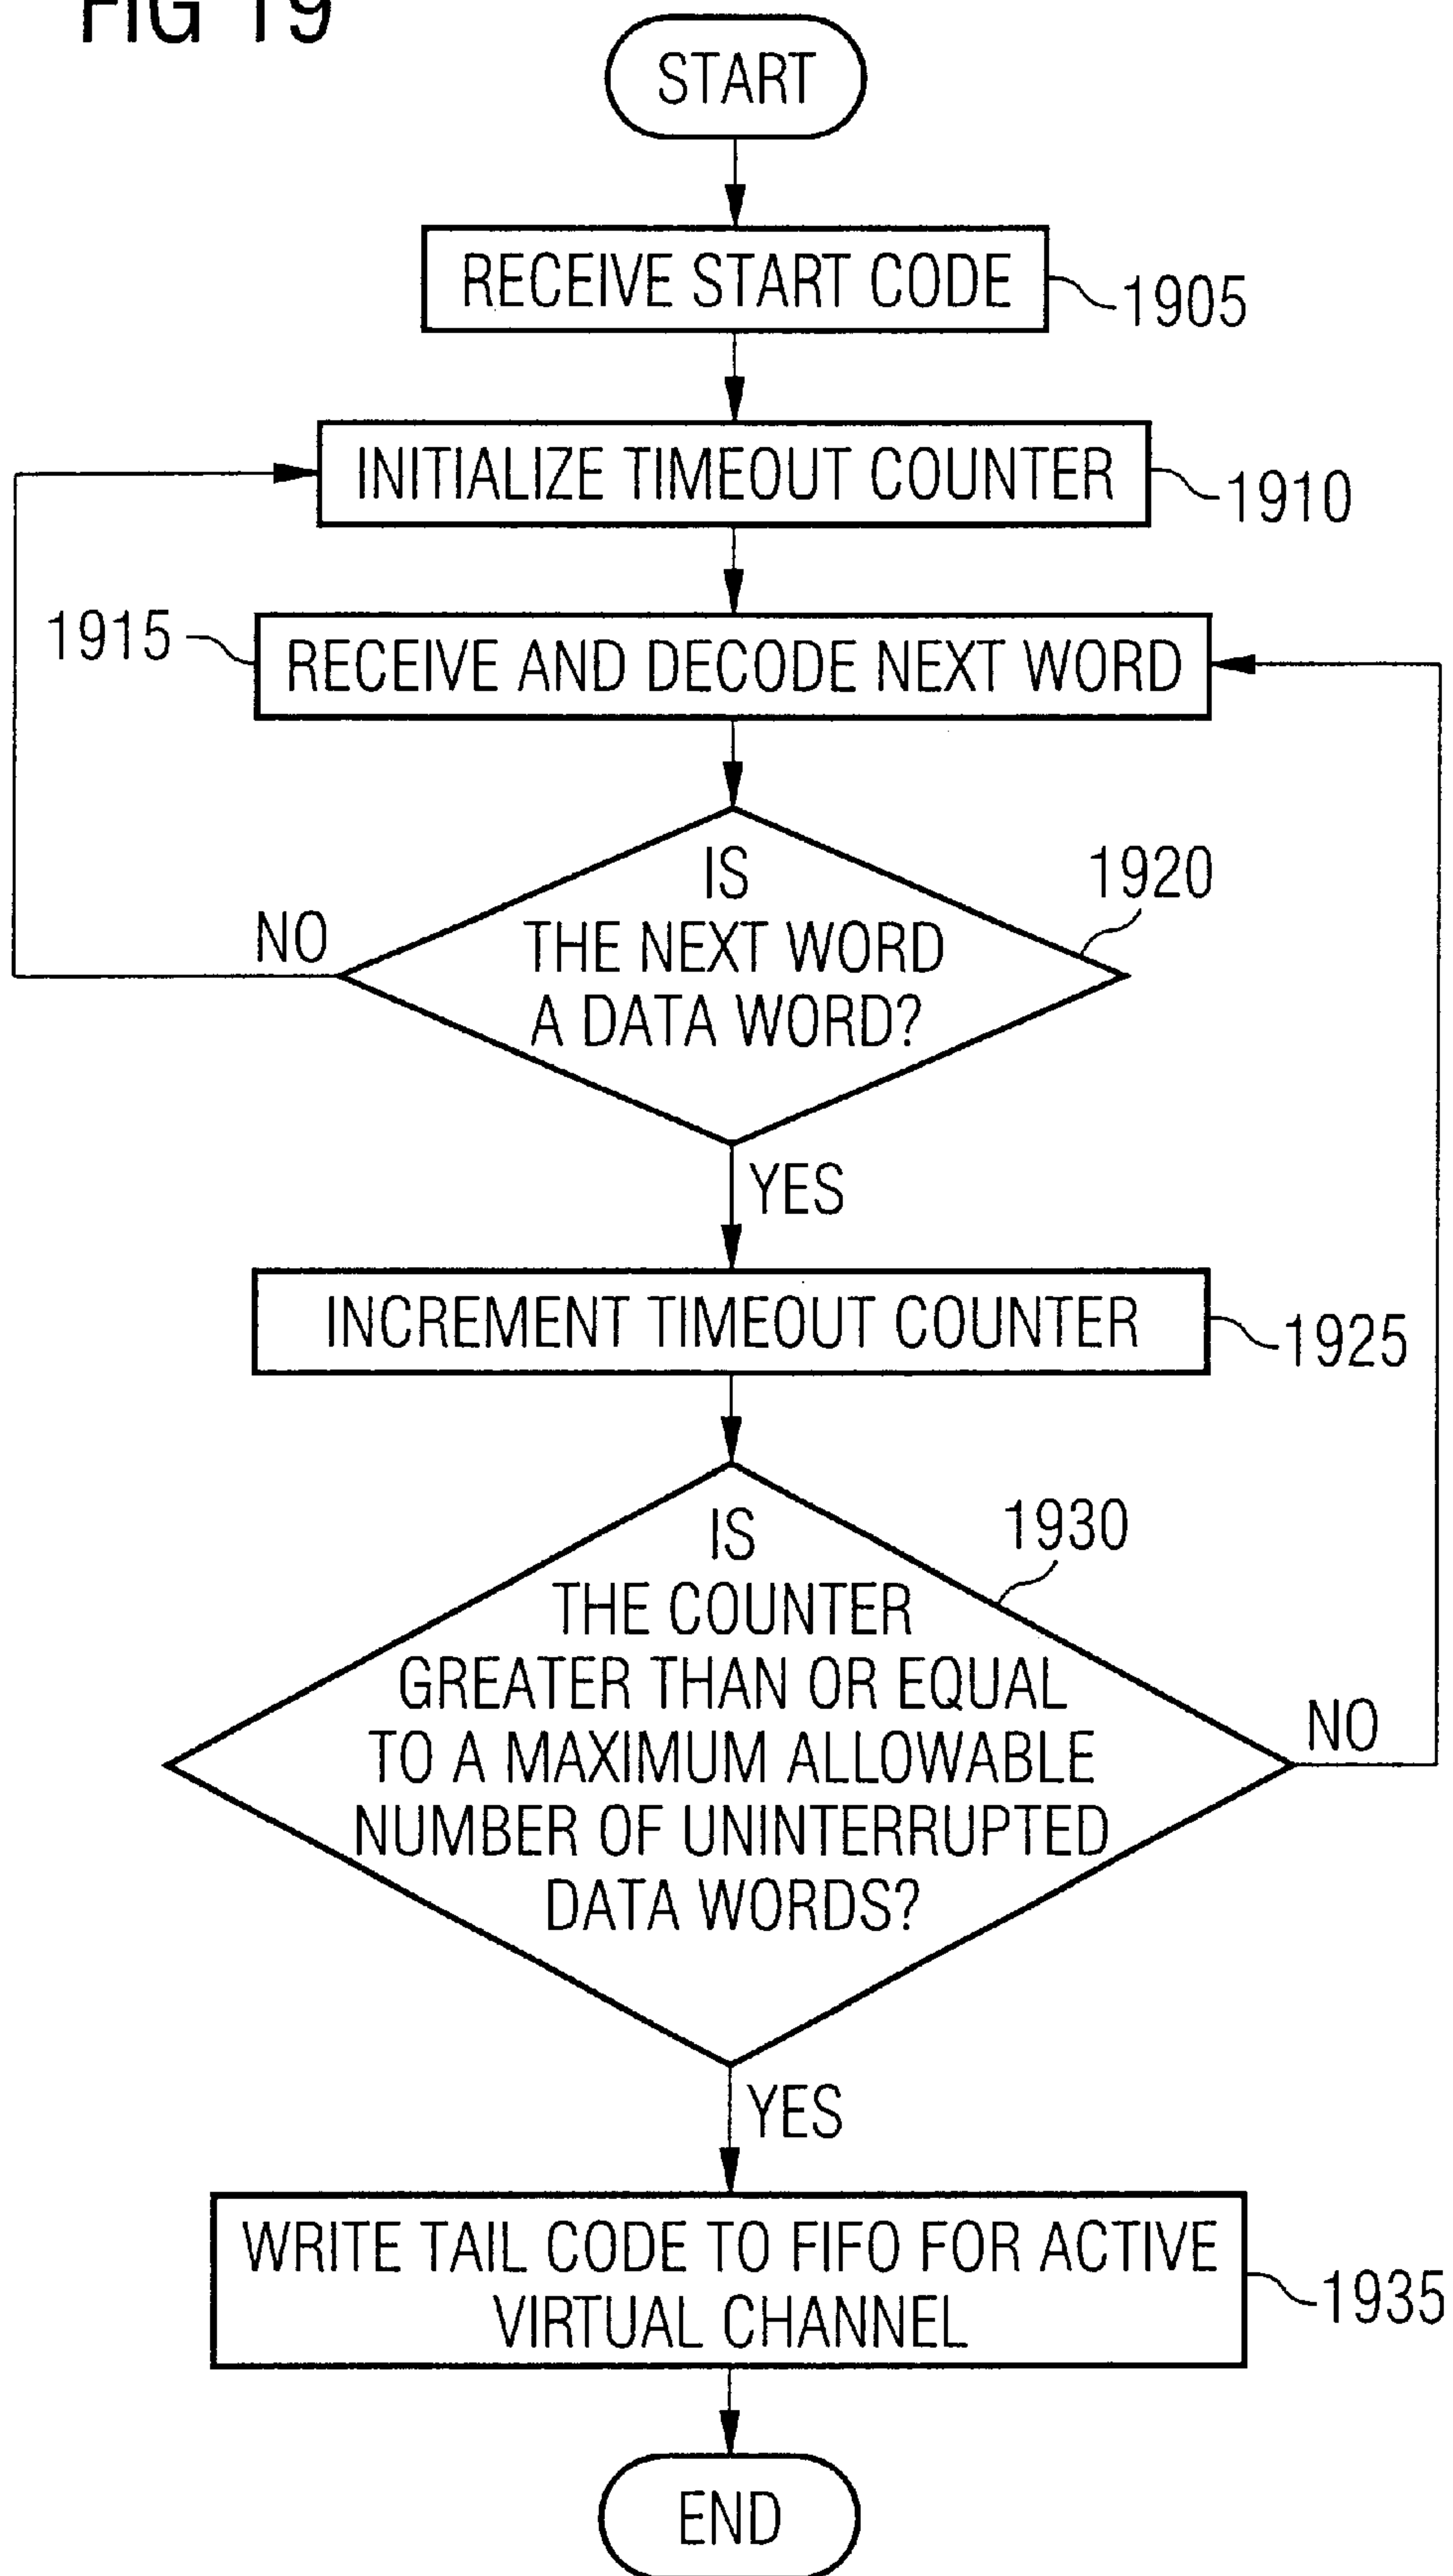 FIG 19
START
RECEIVE START CODE
1905
INITIALIZE TIMEOUT COUNTER
1910
1915
RECEIVE AND DECODE NEXT WORD
IS
THE NEXT WORD
A DATA WORD?
1920
NO
YES
INCREMENT TIMEOUT COUNTER
1925
IS
THE COUNTER
GREATER THAN OR EQUAL
TO A MAXIMUM ALLOWABLE
NUMBER OF UNINTERRUPTED
DATA WORDS?
1930
NO
YES
WRITE TAIL CODE TO FIFO FOR ACTIVE
VIRTUAL CHANNEL
1935
END